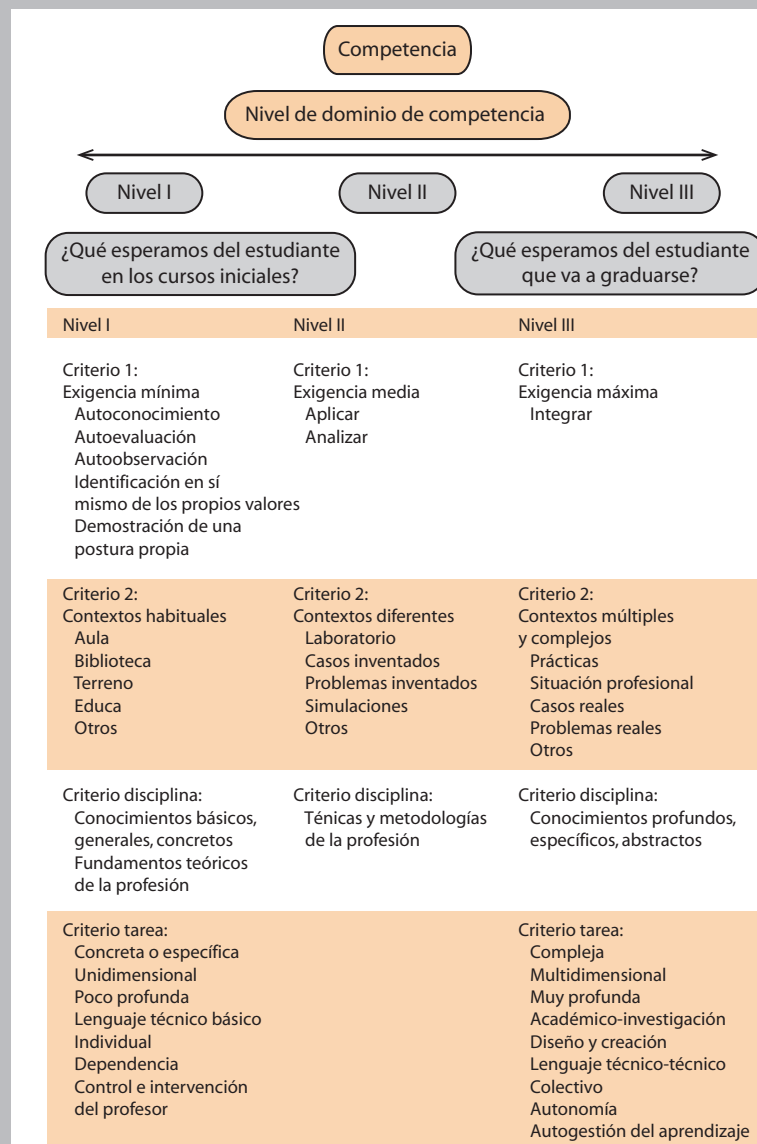 Competencia
Nivel de dominio de competencia
Nivel I
Nivel II
Nivel III
¿Qué esperamos del estudiante
en los cursos iniciales?
¿Qué esperamos del estudiante
que va a graduarse?
Nivel I
Nivel II
Nivel III
Criterio 1:
Exigencia mínima
Autoconocimiento
Autoevaluación
Autoobservación
Identificación en sí
mismo de los propios valores
Demostración de una
postura propia
Criterio 1:
Exigencia media
Aplicar
Analizar
Criterio 1:
Exigencia máxima
Integrar
Criterio 2:
Contextos habituales
Aula
Biblioteca
Terreno
Educa
Otros
Criterio 2:
Contextos diferentes
Laboratorio
Casos inventados
Problemas inventados
Simulaciones
Otros
Criterio 2:
Contextos múltiples
y complejos
Prácticas
Situación profesional
Casos reales
Problemas reales
Otros
Criterio disciplina:
Conocimientos básicos,
generales, concretos
Fundamentos teóricos
de la profesión
Criterio disciplina:
Ténicas y metodologías
de la profesión
Criterio disciplina:
Conocimientos profundos,
específicos, abstractos
Criterio tarea:
Concreta o específica
Unidimensional
Poco profunda
Lenguaje técnico básico
Individual
Dependencia
Control e intervención
del profesor
Criterio tarea:
Compleja
Multidimensional
Muy profunda
Académico-investigación
Diseño y creación
Lenguaje técnico-técnico
Colectivo
Autonomía
Autogestión del aprendizaje